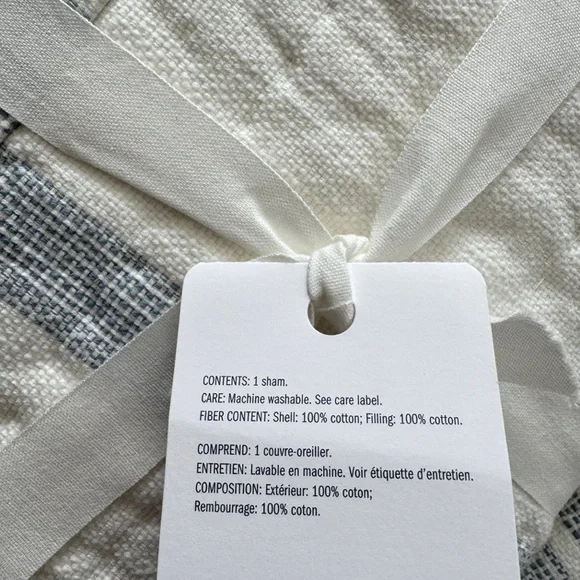 CONTENTS: 1 sham.
CARE: Machine washable. See care label.
FIBER CONTENT: Shell: 100% cotton; Filling: 100% cotton.
COMPREND: 1 couvre-oreiller.
ENTRETIEN: Lavable en machine. Voir étiquette d'entretien.
COMPOSITION: Extérieur: 100% coton;
Rembourrage: 100% coton.